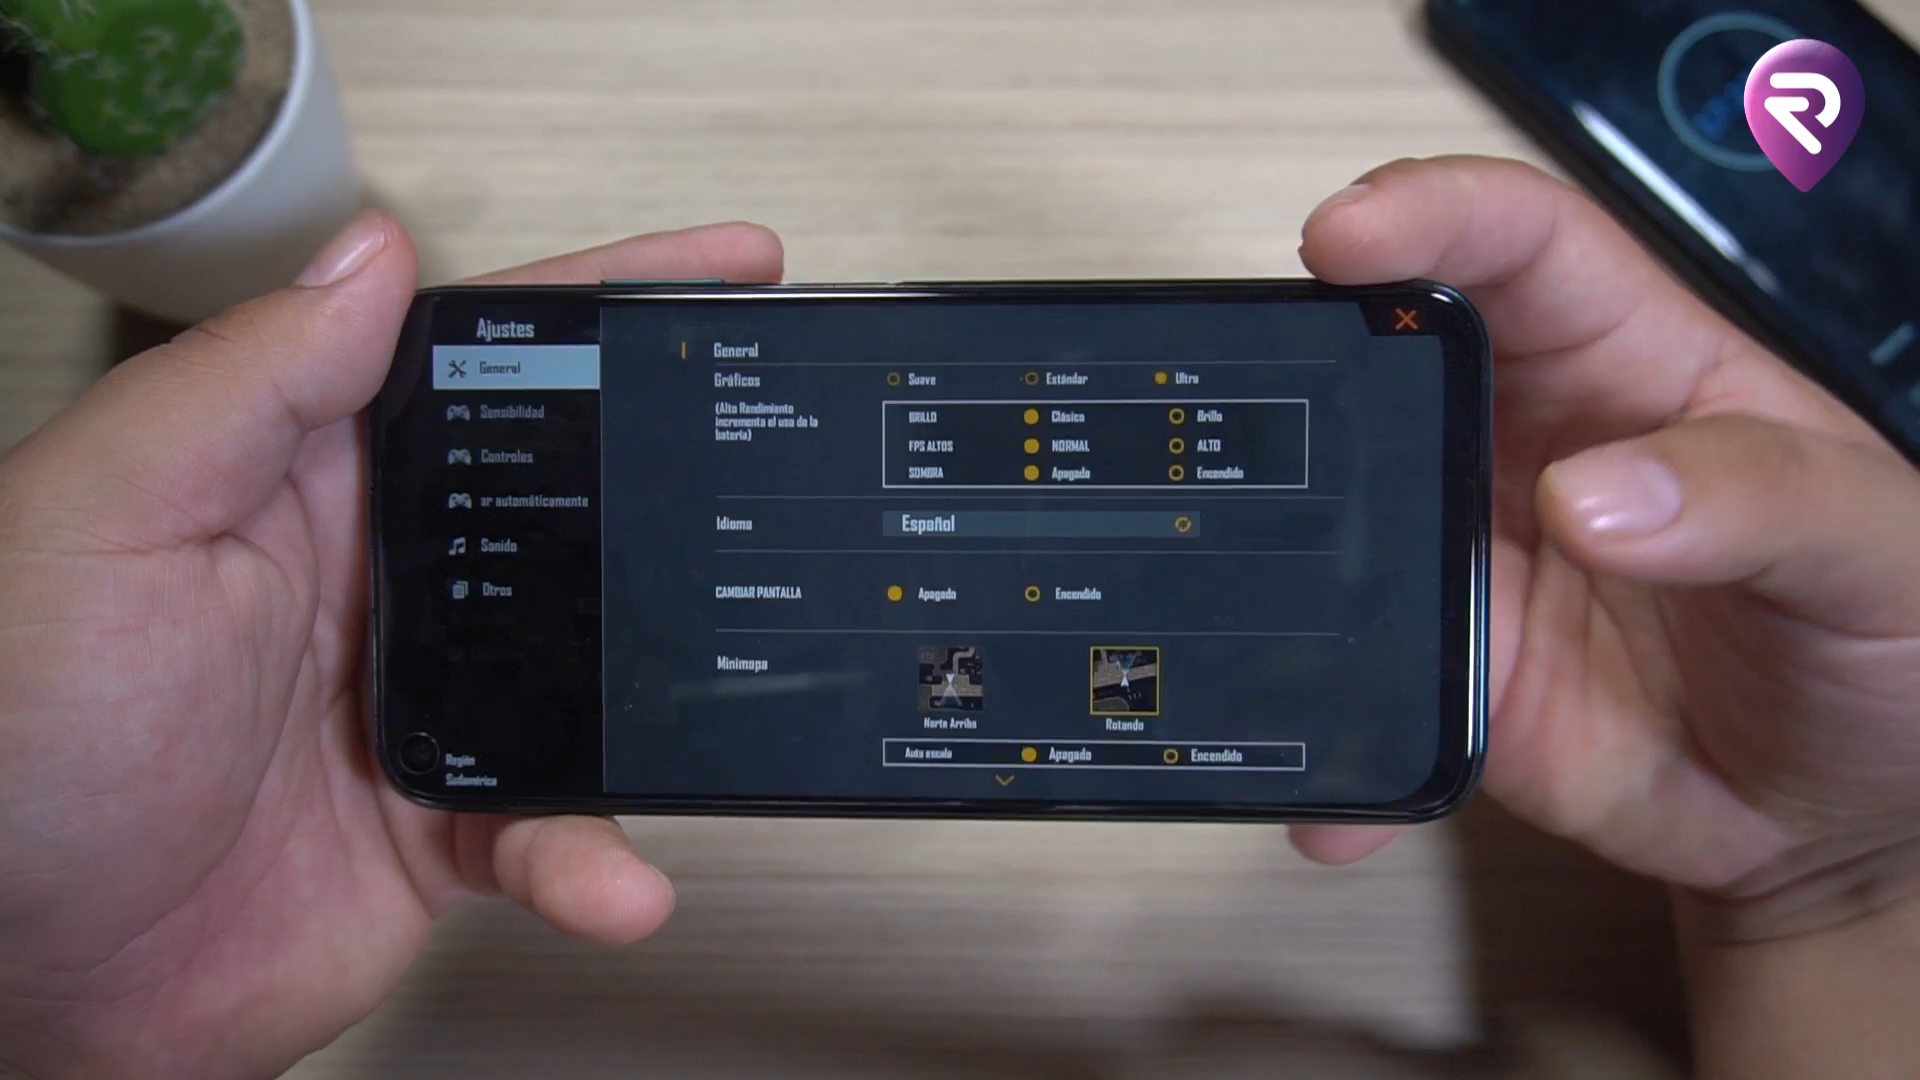 Ajustes
General
Sensibilidad
Controles
ar automáticamente
Sonido
Otros
Región
Sudamérica
General
Gráficos
Suave
Estándar
Ultra
(Alto Rendimiento
incrementa el uso de la
batería)
BRILLO
Clásico
Brillo
FPS ALTOS
NORMAL
ALTO
SOMBRA
Apagado
Encendido
Idioma
Español
CAMBIAR PANTALLA
Apagado
Encendido
Minimapa
Norte Arriba
Rotando
Auto escala
Apagado
Encendido